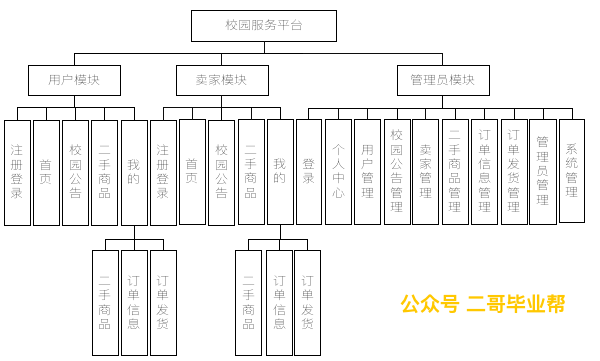 校园服务平台
用户模块
卖家模块
管理员模块
注册登录
首页
校园公告
二手商品
我的
注册登录
首页
校园公告
二手商品
我的
登录
个人中心
用户管理
校园公告管理
卖家管理
二手商品管理
订单信息管理
订单发货管理
管理员管理
系统管理
二手商品
订单信息
订单发货
二手商品
订单信息
订单发货
公众号 二哥毕业帮